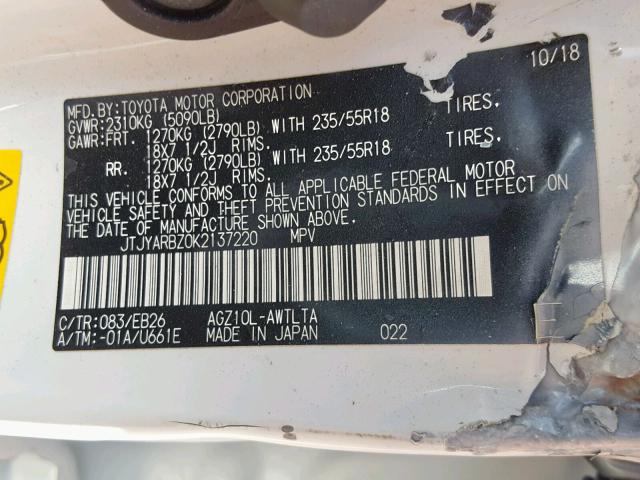 MFD.BY:TOYOTA MOTOR CORPORATION 10/18
GVWR:2310KG (5090LB)
GAWR:FRT. 1270KG (2790LB) WITH 235/55R18 TIRES.
18X7 1/2J RIMS.
RR. 1270KG (2790LB) WITH 235/55R18 TIRES.
18X7 1/2J RIMS.
THIS VEHICLE CONFORMS TO ALL APPLICABLE FEDERAL MOTOR
VEHICLE SAFETY AND THEFT PREVENTION STANDARDS IN EFFECT ON
THE DATE OF MANUFACTURE SHOWN ABOVE.
JTJYARBZ0K2137220 MPV
C/TR:083/EB26 AGZ10L-AWTLTA
A/TM:-01A/U661E MADE IN JAPAN 022